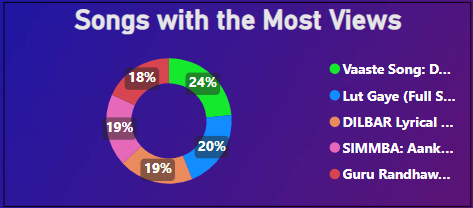 Songs with the Most Views
18%
24%
19%
20%
19%
Vaaste Song: D...
Lut Gaye (Full S...
DILBAR Lyrical ...
SIMMBA: Aank...
Guru Randhaw...